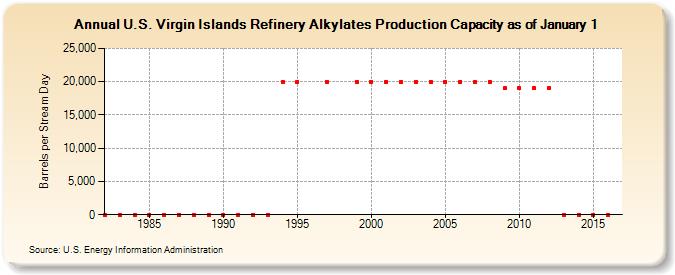 Annual U.S. Virgin Islands Refinery Alkylates Production Capacity as of January 1
Barrels per Stream Day
25,000
20,000
15,000
10,000
5,000
0
1985 1990 1995 2000 2005 2010 2015
Source: U.S. Energy Information Administration